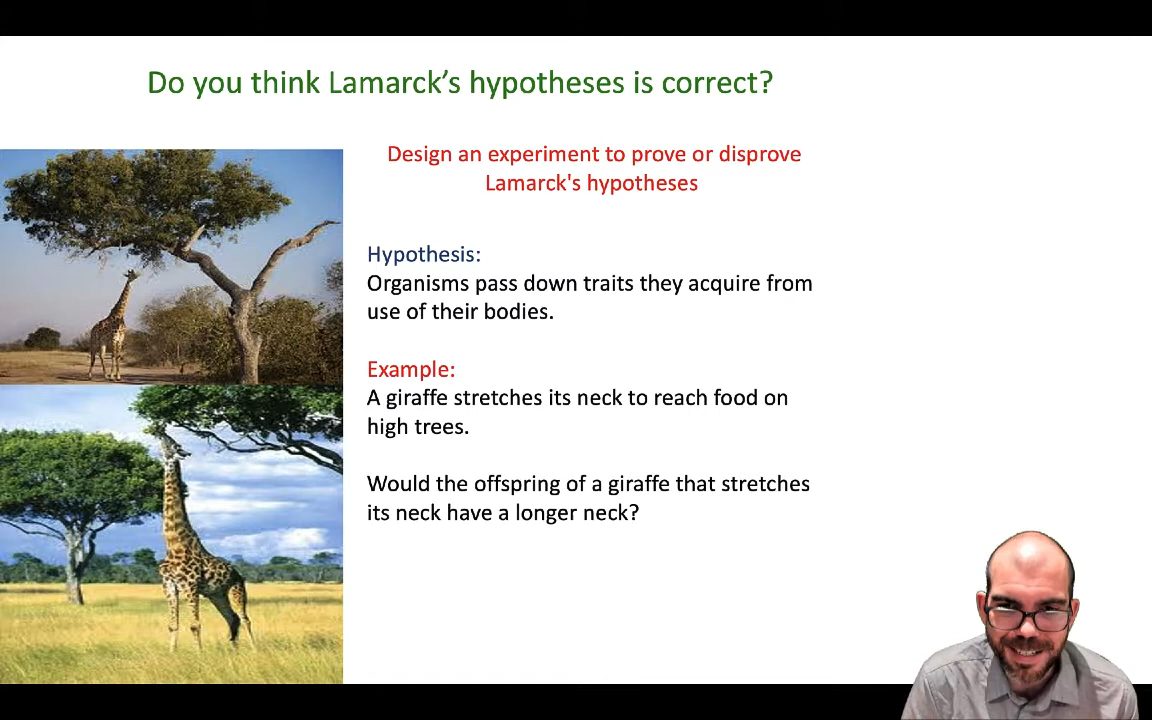 Do you think Lamarck’s hypotheses is correct?
Design an experiment to prove or disprove
Lamarck's hypotheses
Hypothesis:
Organisms pass down traits they acquire from
use of their bodies.
Example:
A giraffe stretches its neck to reach food on
high trees.
Would the offspring of a giraffe that stretches
its neck have a longer neck?